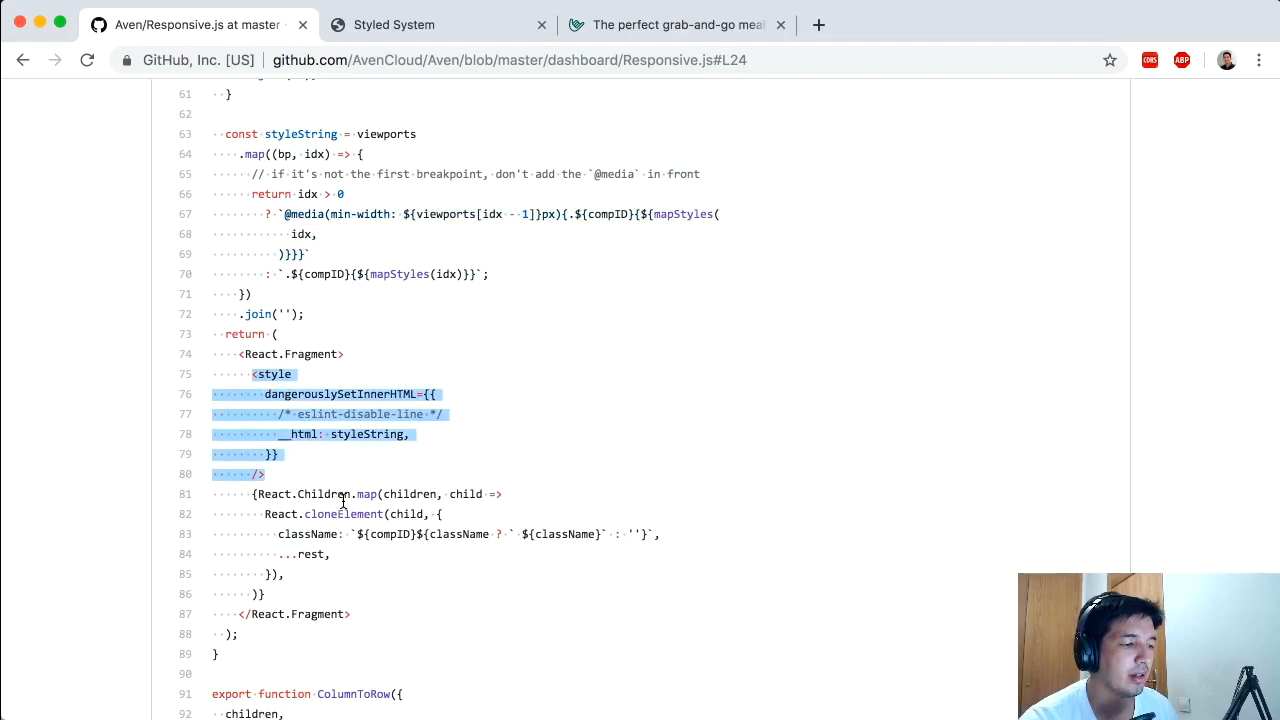 Aven/Responsive.js at master
Styled System
The perfect grab-and-go meal
GitHub, Inc. [US]
github.com/AvenCloud/Aven/blob/master/dashboard/Responsive.js#L24
CORS
ABP
61 ··}
62
63 ··const·styleString·=·viewports
64 ····.map((bp,·idx)·=>·{
65 ······//·if·it's·not·the·first·breakpoint,·don't·add·the·`@media`·in·front
66 ······return·idx·>·0
67 ········?·`@media(min-width:·${viewports[idx·-·1]}px){.${compID}{${mapStyles(
68 ············idx,
69 ··········)}}}`
70 ········:·`.${compID}{${mapStyles(idx)}}`;
71 ····})
72 ····.join('');
73 ··return·(
74 ····<React.Fragment>
75 ······<style
76 ········dangerouslySetInnerHTML={{
77 ··········/*·eslint-disable-line·*/
78 ··········__html:·styleString,
79 ········}}
80 ······/>
81 ······{React.Children.map(children,·child·=>
82 ········React.cloneElement(child,·{
83 ··········className:·`${compID}${className·?·`·${className}`·:·''}`,
84 ··········...rest,
85 ········}),
86 ······)}
87 ····</React.Fragment>
88 ··);
89 }
90
91 export·function·ColumnToRow({
92 ··children,